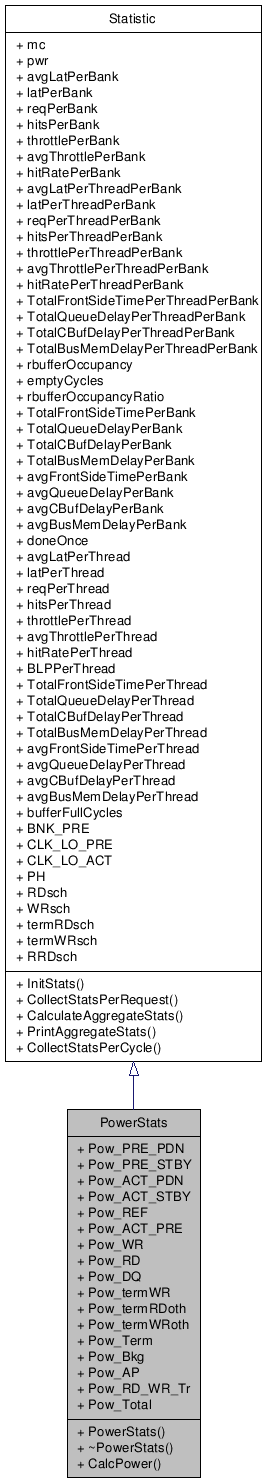 Statistic
+ mc
+ pwr
+ avgLatPerBank
+ latPerBank
+ reqPerBank
+ hitsPerBank
+ throttlePerBank
+ avgThrottlePerBank
+ hitRatePerBank
+ avgLatPerThreadPerBank
+ latPerThreadPerBank
+ reqPerThreadPerBank
+ hitsPerThreadPerBank
+ throttlePerThreadPerBank
+ avgThrottlePerThreadPerBank
+ hitRatePerThreadPerBank
+ TotalFrontSideTimePerThreadPerBank
+ TotalQueueDelayPerThreadPerBank
+ TotalCBufDelayPerThreadPerBank
+ TotalBusMemDelayPerThreadPerBank
+ rbufferOccupancy
+ emptyCycles
+ rbufferOccupancyRatio
+ TotalFrontSideTimePerBank
+ TotalQueueDelayPerBank
+ TotalCBufDelayPerBank
+ TotalBusMemDelayPerBank
+ avgFrontSideTimePerBank
+ avgQueueDelayPerBank
+ avgCBufDelayPerBank
+ avgBusMemDelayPerBank
+ doneOnce
+ avgLatPerThread
+ latPerThread
+ reqPerThread
+ hitsPerThread
+ throttlePerThread
+ avgThrottlePerThread
+ hitRatePerThread
+ BLPPerThread
+ TotalFrontSideTimePerThread
+ TotalQueueDelayPerThread
+ TotalCBufDelayPerThread
+ TotalBusMemDelayPerThread
+ avgFrontSideTimePerThread
+ avgQueueDelayPerThread
+ avgCBufDelayPerThread
+ avgBusMemDelayPerThread
+ bufferFullCycles
+ BNK_PRE
+ CLK_LO_PRE
+ CLK_LO_ACT
+ PH
+ RDsch
+ WRsch
+ termRDsch
+ termWRsch
+ RRDsch
+ InitStats()
+ CollectStatsPerRequest()
+ CalculateAggregateStats()
+ PrintAggregateStats()
+ CollectStatsPerCycle()
PowerStats
+ Pow_PRE_PDN
+ Pow_PRE_STBY
+ Pow_ACT_PDN
+ Pow_ACT_STBY
+ Pow_REF
+ Pow_ACT_PRE
+ Pow_WR
+ Pow_RD
+ Pow_DQ
+ Pow_termWR
+ Pow_termRDoth
+ Pow_termWRoth
+ Pow_Term
+ Pow_Bkg
+ Pow_AP
+ Pow_RD_WR_Tr
+ Pow_Total
+ PowerStats()
+ ~PowerStats()
+ CalcPower()